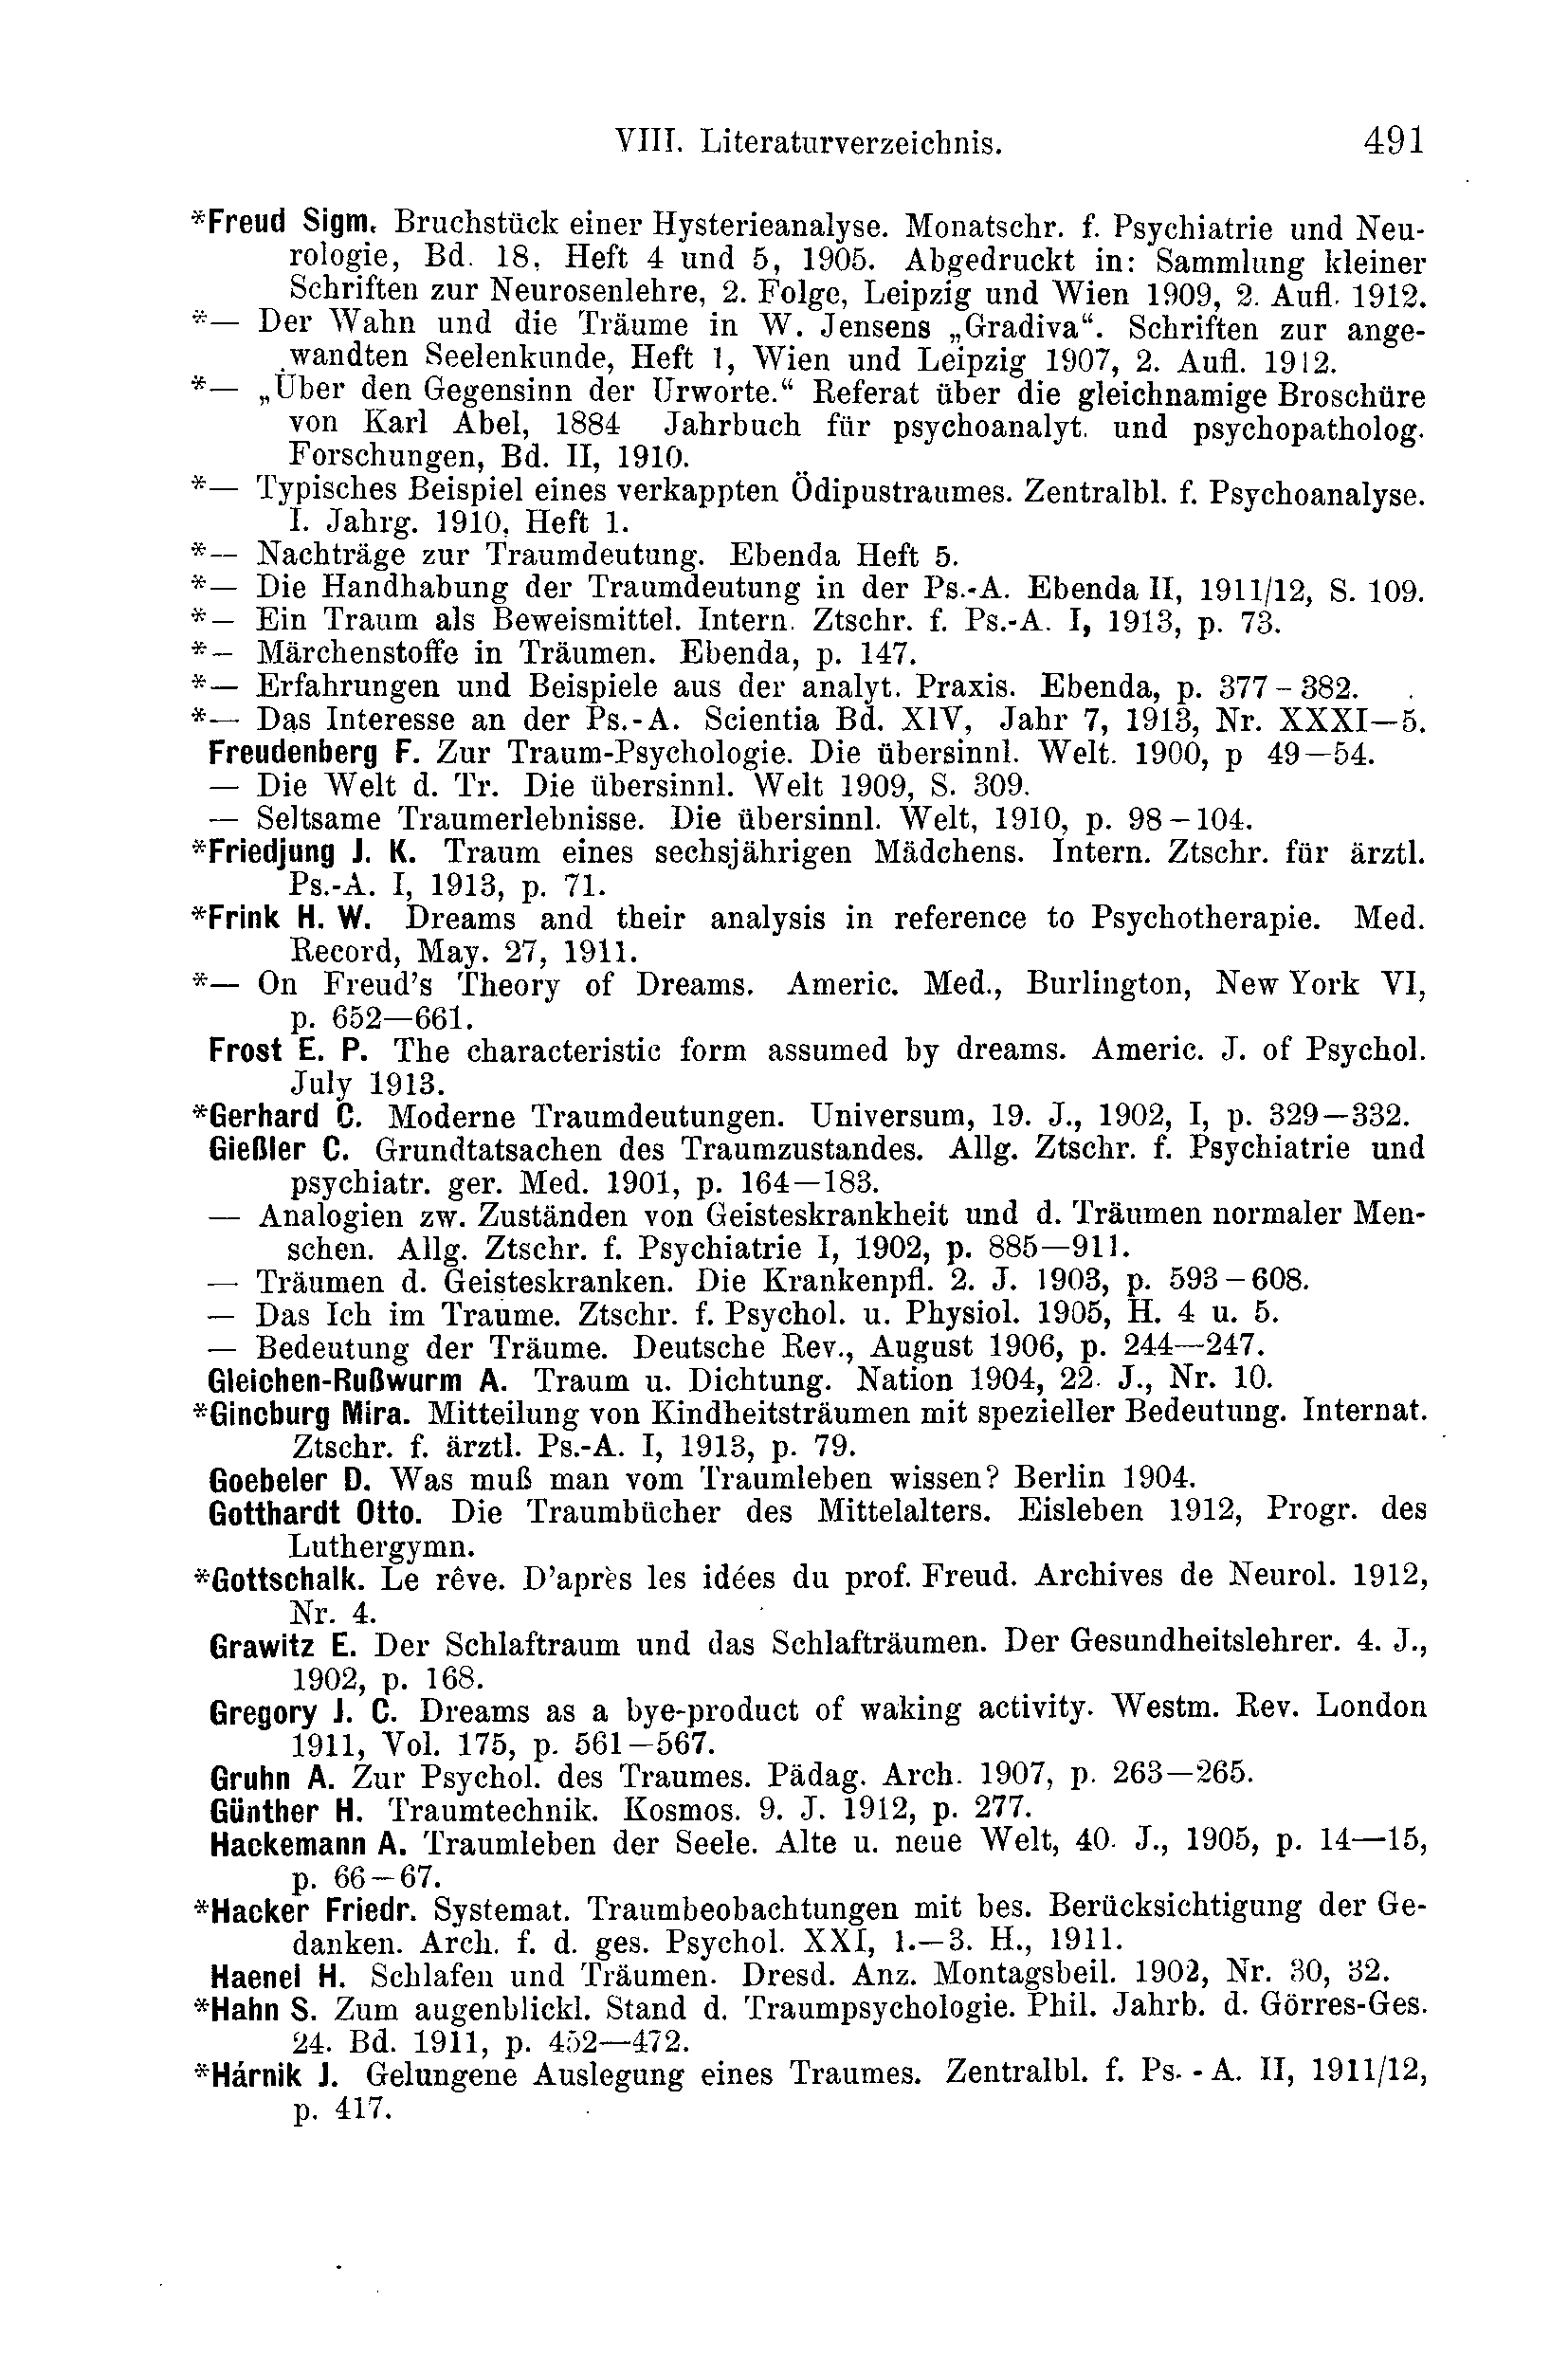 VIII. Literaturverzeichnis. 491
*Freud Sigm. Bruchstück einer Hysterieanalyse. Monatschr. f. Psychiatrie und Neu-
rologie, Bd. 18, Heft 4 und 5, 1905. Abgedruckt in: Sammlung kleiner
Schriften zur Neurosenlehre, 2. Folge, Leipzig und Wien 1909, 2. Aufl. 1912.
*— Der Wahn und die Träume in W. Jensens „Gradiva“. Schriften zur ange-
wandten Seelenkunde, Heft 1, Wien und Leipzig 1907, 2. Aufl. 1912.
*— „Über den Gegensinn der Urworte.“ Referat über die gleichnamige Broschüre
von Karl Abel, 1884 Jahrbuch für psychoanalyt. und psychopatholog.
Forschungen, Bd. II, 1910.
*— Typisches Beispiel eines verkappten Ödipustraumes. Zentralbl. f. Psychoanalyse.
I. Jahrg. 1910, Heft 1.
*— Nachträge zur Traumdeutung. Ebenda Heft 5.
*— Die Handhabung der Traumdeutung in der Ps.-A. Ebenda II, 1911/12, S. 109.
*— Ein Traum als Beweismittel. Intern. Ztschr. f. Ps.-A. I, 1913, p. 73.
*— Märchenstoffe in Träumen. Ebenda, p. 147.
*— Erfahrungen und Beispiele aus der analyt. Praxis. Ebenda, p. 377–382.
*— Das Interesse an der Ps.-A. Scientia Bd. XIV, Jahr 7, 1913, Nr. XXXI—5.
Freudenberg F. Zur Traum-Psychologie. Die übersinnl. Welt. 1900, p 49—54.
— Die Welt d. Tr. Die übersinnl. Welt 1909, S. 309.
— Seltsame Traumerlebnisse. Die übersinnl. Welt, 1910, p. 98–104.
*Friedjung J. K. Traum eines sechsjährigen Mädchens. Intern. Ztschr. für ärztl.
Ps.-A. I, 1913, p. 71.
*Frink H. W. Dreams and their analysis in reference to Psychotherapie. Med.
Record, May. 27, 1911.
*— On Freud's Theory of Dreams. Americ. Med., Burlington, New York VI,
p. 652—661.
Frost E. P. The characteristic form assumed by dreams. Americ. J. of Psychol.
July 1913.
*Gerhard C. Moderne Traumdeutungen. Universum, 19. J., 1902, I, p. 329—332.
Gießler C. Grundtatsachen des Traumzustandes. Allg. Ztschr. f. Psychiatrie und
psychiatr. ger. Med. 1901, p. 164—183.
— Analogien zw. Zuständen von Geisteskrankheit und d. Träumen normaler Men-
schen. Allg. Ztschr. f. Psychiatrie I, 1902, p. 885—911.
— Träumen d. Geisteskranken. Die Krankenpfl. 2. J. 1903, p. 593–608.
— Das Ich im Traume. Ztschr. f. Psychol. u. Physiol. 1905, H. 4 u. 5.
— Bedeutung der Träume. Deutsche Rev., August 1906, p. 244—247.
Gleichen-Rußwurm A. Traum u. Dichtung. Nation 1904, 22. J., Nr. 10.
*Gincburg Mira. Mitteilung von Kindheitsträumen mit spezieller Bedeutung. Internat.
Ztschr. f. ärztl. Ps.-A. I, 1913, p. 79.
Goebeler D. Was muß man vom Traumleben wissen? Berlin 1904.
Gotthardt Otto. Die Traumbücher des Mittelalters. Eisleben 1912, Progr. des
Luthergymn.
*Gottschalk. Le rêve. D'après les idées du prof. Freud. Archives de Neurol. 1912,
Nr. 4.
Grawitz E. Der Schlaftraum und das Schlafträumen. Der Gesundheitslehrer. 4. J.,
1902, p. 168.
Gregory J. C. Dreams as a bye-product of waking activity. Westm. Rev. London
1911, Vol. 175, p. 561—567.
Gruhn A. Zur Psychol. des Traumes. Pädag. Arch. 1907, p. 263—265.
Günther H. Traumtechnik. Kosmos. 9. J. 1912, p. 277.
Hackemann A. Traumleben der Seele. Alte u. neue Welt, 40. J., 1905, p. 14—15,
p. 66—67.
*Hacker Friedr. Systemat. Traumbeobachtungen mit bes. Berücksichtigung der Ge-
danken. Arch. f. d. ges. Psychol. XXI, 1.—3. H., 1911.
Haenel H. Schlafen und Träumen. Dresd. Anz. Montagsbeil. 1902, Nr. 30, 32.
*Hahn S. Zum augenblickl. Stand d. Traumpsychologie. Phil. Jahrb. d. Görres-Ges.
24. Bd. 1911, p. 452—472.
*Hárnik J. Gelungene Auslegung eines Traumes. Zentralbl. f. Ps. - A. II, 1911/12,
p. 417.